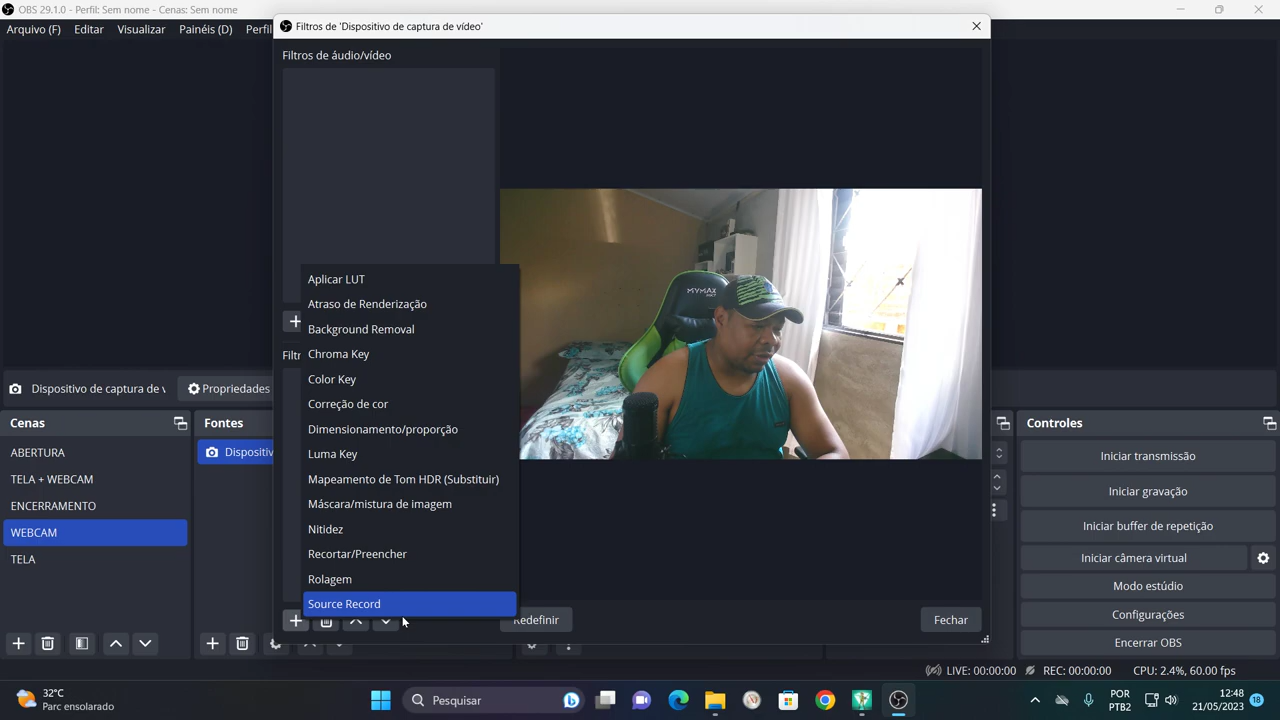 OBS 29.1.0 - Perfil: Sem nome - Cenas: Sem nome
Arquivo (F) Editar Visualizar Painéis (D) Perfil
Filtros de 'Dispositivo de captura de vídeo'
Filtros de áudio/vídeo
MYMAX
Aplicar LUT
Atraso de Renderização
Background Removal
Filtr
Chroma Key
Color Key
Dispositivo de captura de v
Propriedades
Correção de cor
Dimensionamento/proporção
Luma Key
Mapeamento de Tom HDR (Substituir)
Máscara/mistura de imagem
Nitidez
Recortar/Preencher
Rolagem
Source Record
Redefinir
Fechar
Cenas
ABERTURA
TELA + WEBCAM
ENCERRAMENTO
WEBCAM
TELA
Fontes
Dispositiv
Controles
Iniciar transmissão
Iniciar gravação
Iniciar buffer de repetição
Iniciar câmera virtual
Modo estúdio
Configurações
Encerrar OBS
LIVE: 00:00:00 REC: 00:00:00 CPU: 2.4%, 60.00 fps
32°C
Parc ensolarado
Pesquisar
POR
PTB2
12:48
21/05/2023
18